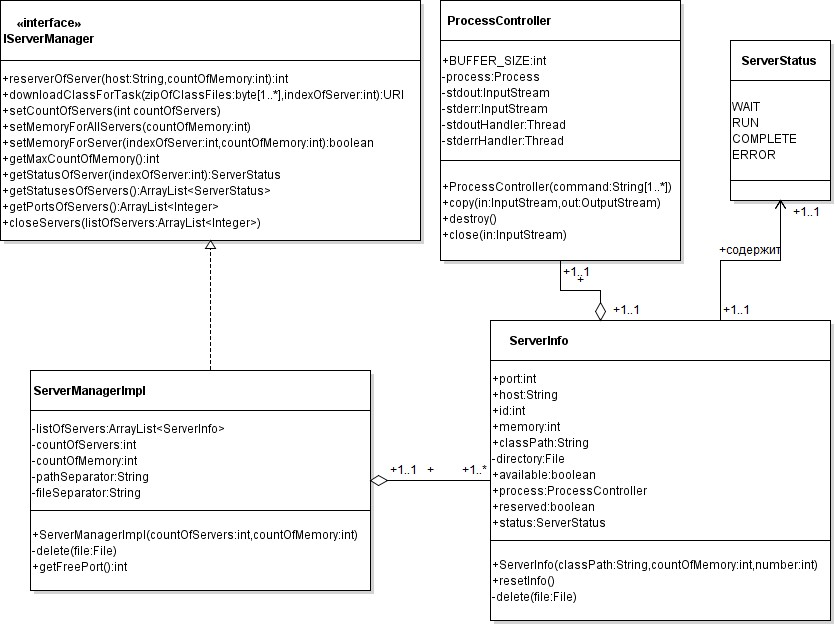 «interface»
IServerManager
+reserverOfServer(host:String,countOfMemory:int):int
+downloadClassForTask(zipOfClassFiles:byte[1..*],indexOfServer:int):URI
+setCountOfServers(int countOfServers)
+setMemoryForAllServers(countOfMemory:int)
+setMemoryForServer(indexOfServer:int,countOfMemory:int):boolean
+getMaxCountOfMemory():int
+getStatusOfServer(indexOfServer:int):ServerStatus
+getStatusesOfServers():ArrayList<ServerStatus>
+getPortsOfServers():ArrayList<Integer>
+closeServers(listOfServers:ArrayList<Integer>)
ProcessController
+BUFFER_SIZE:int
-process:Process
-stdout:InputStream
-stderr:InputStream
-stdoutHandler:Thread
-stderrHandler:Thread
+ProcessController(command:String[1..*])
+copy(in:InputStream,out:OutputStream)
+destroy()
+close(in:InputStream)
ServerStatus
WAIT
RUN
COMPLETE
ERROR
+1..1
+содержит
+1..1
+1..1
+
+1..1
ServerManagerImpl
-listOfServers:ArrayList<ServerInfo>
-countOfServers:int
-countOfMemory:int
-pathSeparator:String
-fileSeparator:String
+ServerManagerImpl(countOfServers:int,countOfMemory:int)
-delete(file:File)
+getFreePort():int
+1..1 + +1..*
ServerInfo
+port:int
+host:String
+id:int
+memory:int
+classPath:String
-directory:File
+available:boolean
+process:ProcessController
+reserved:boolean
+status:ServerStatus
+ServerInfo(classPath:String,countOfMemory:int,number:int)
+resetInfo()
-delete(file:File)